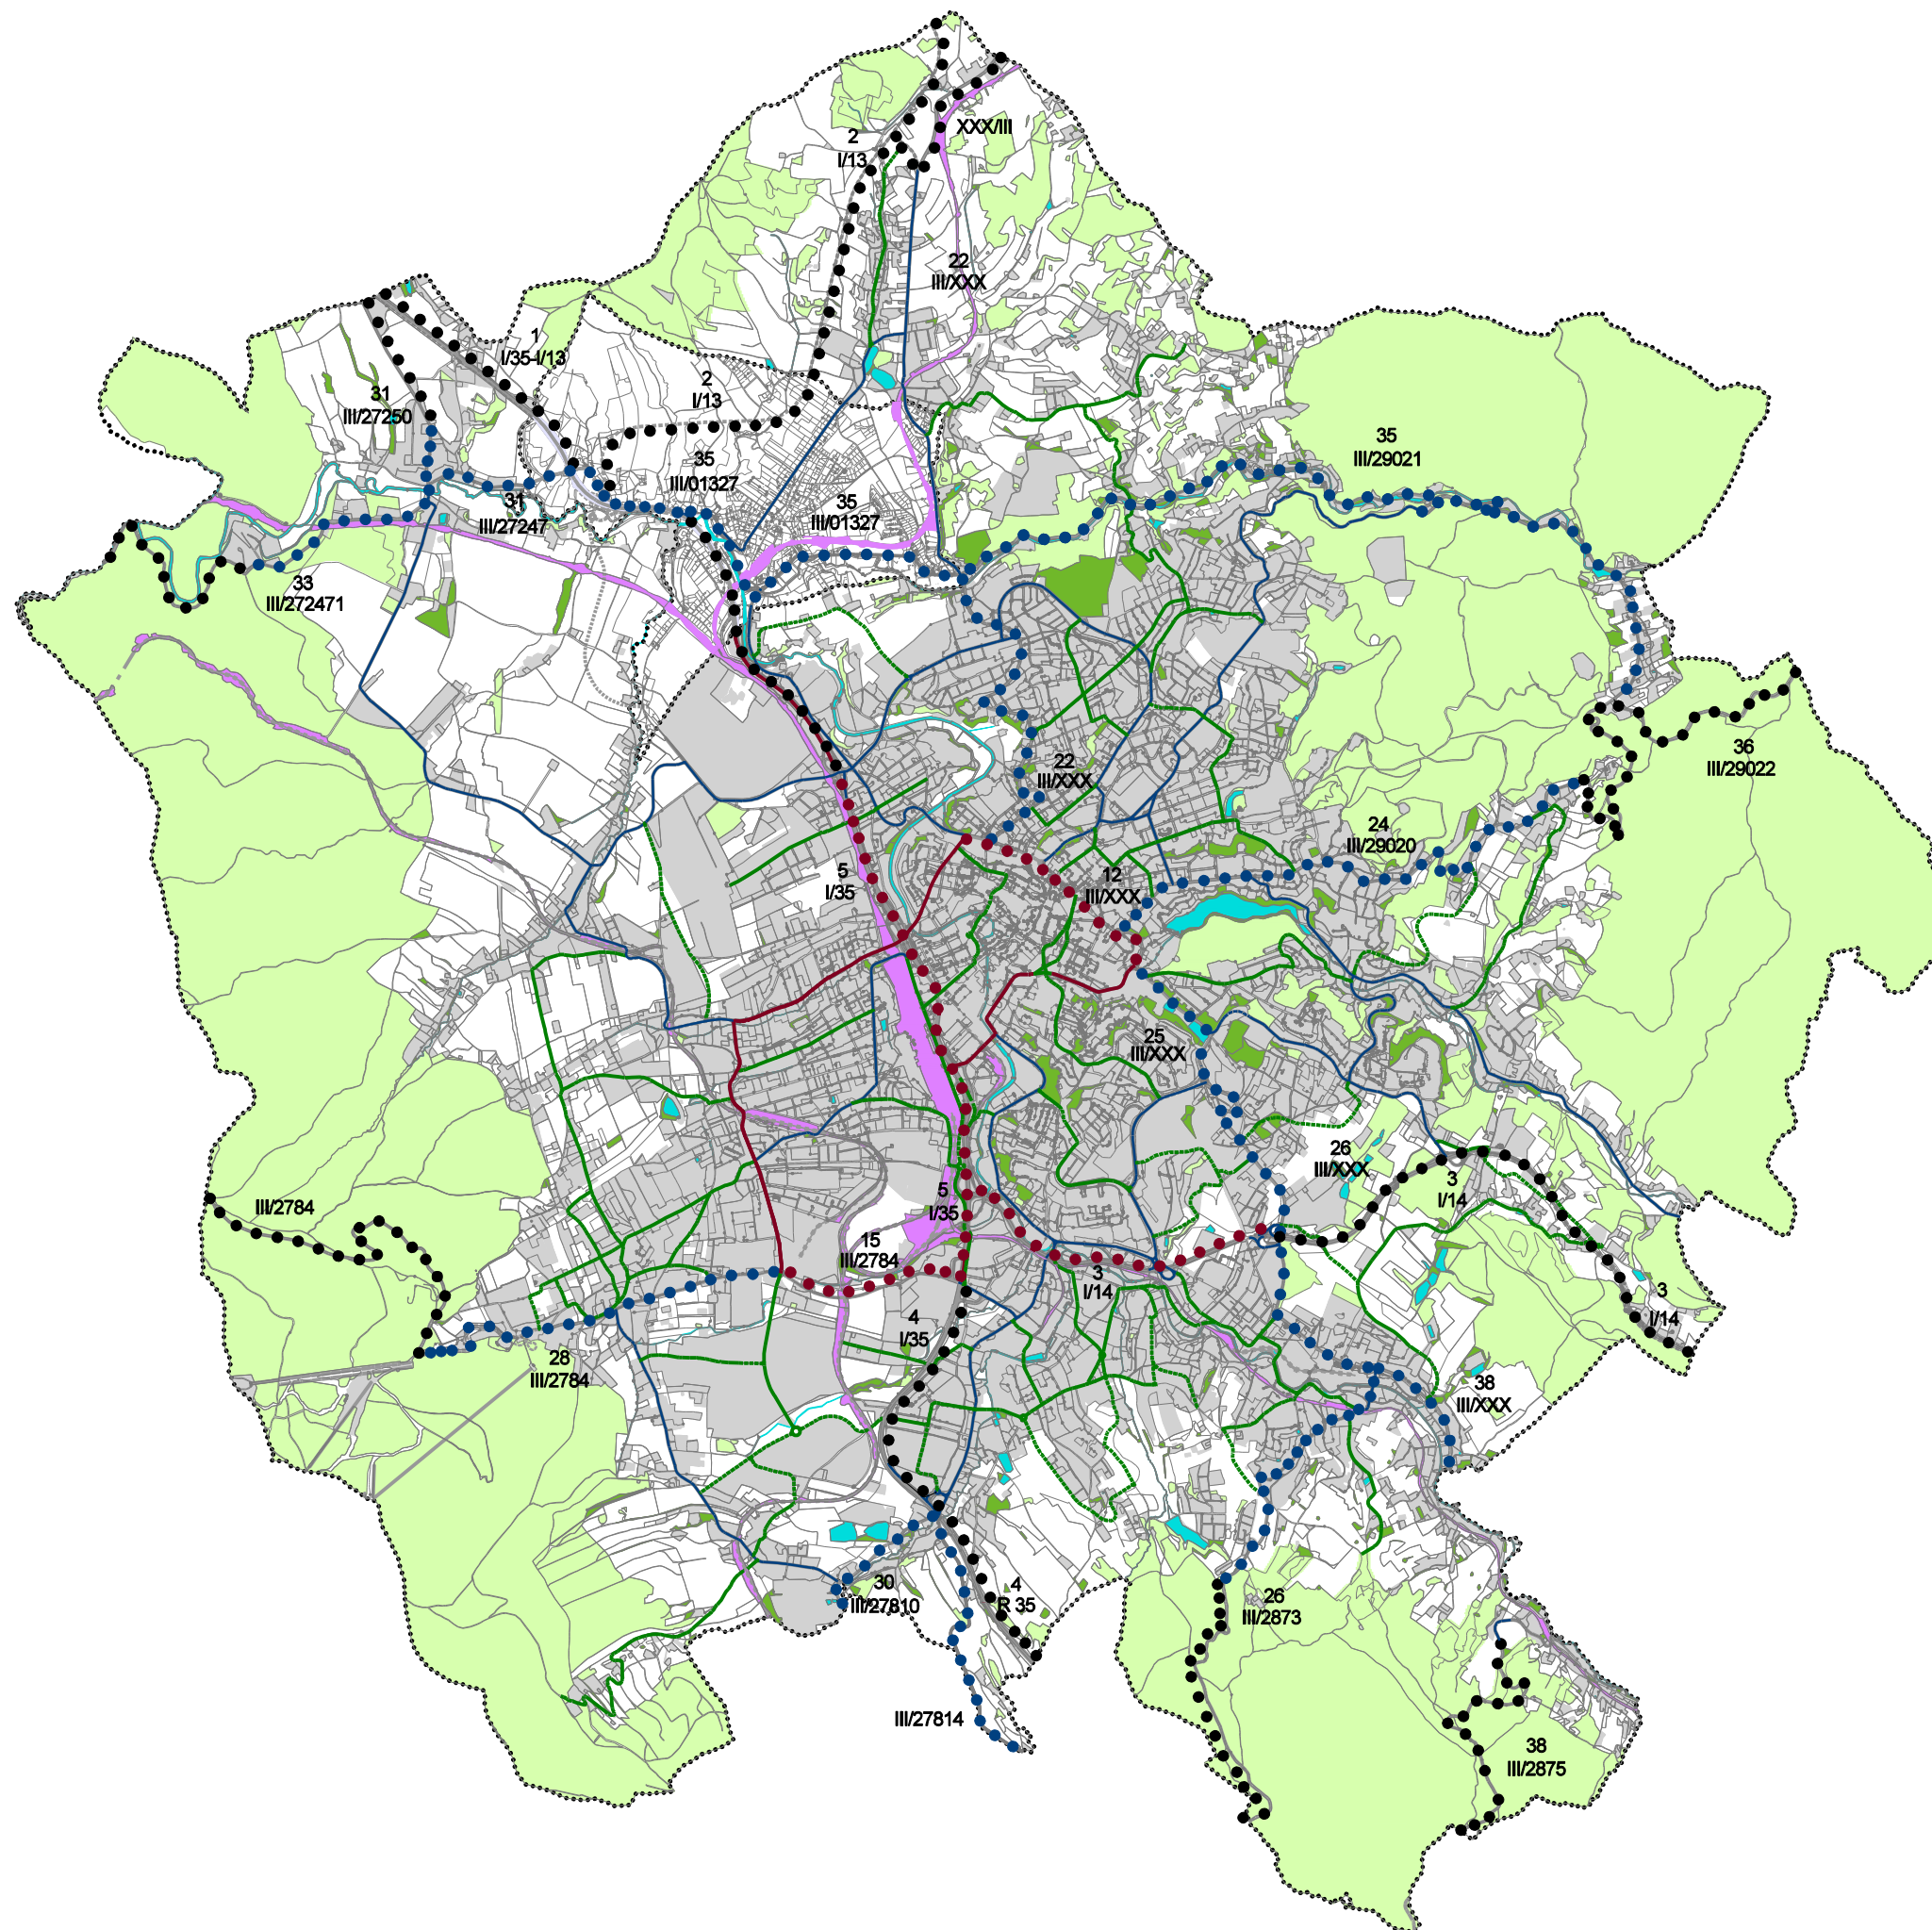 XXX/III
2
I/13
22
III/XXX
1
I/35-I/13
2
I/13
31
III/27250
35
III/29021
35
III/01327
31
III/27247
35
III/01327
33
III/272471
36
III/29022
22
III/XXX
24
III/29020
5
I/35
12
III/XXX
25
III/XXX
26
III/XXX
3
I/14
5
I/35
III/2784
15
III/2784
3
I/14
3
I/14
4
I/35
28
III/2784
38
III/XXX
30
III/27810
4
R 35
26
III/2873
III/27814
38
III/2875